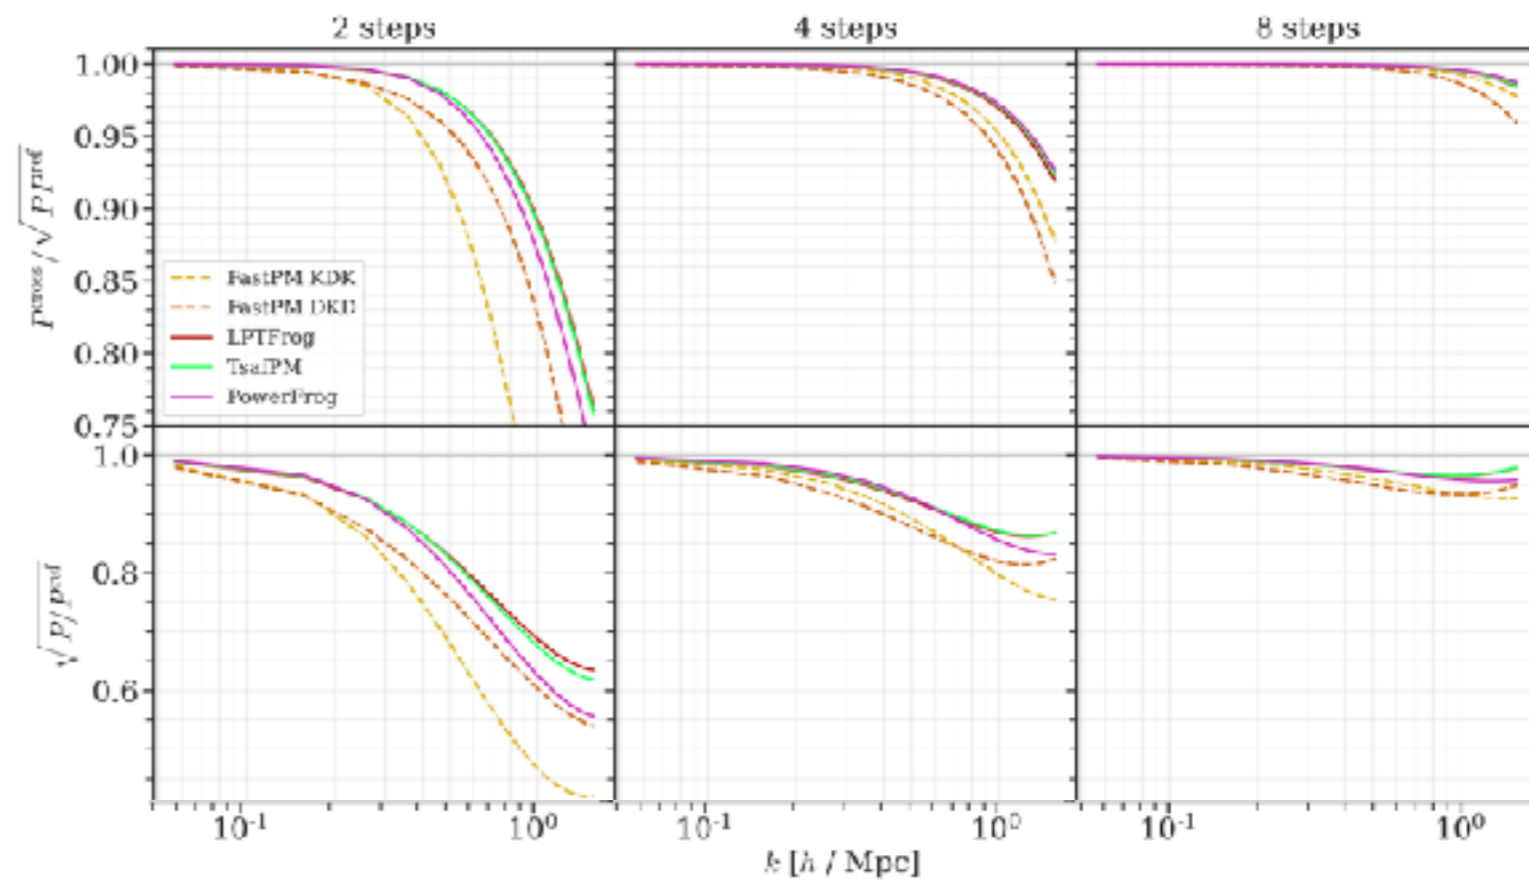 2 steps 4 steps 8 steps
1.00
0.95
0.90
0.85
0.80
0.75
P^cross/√P P^ref
FastPM KDK
FastPM DKD
LPTFrog
TsafPM
PowerFrog
1.0
0.8
0.6
√P/P^ref
10^-1 10^0 10^-1 10^0 10^-1 10^0
k [h / Mpc]